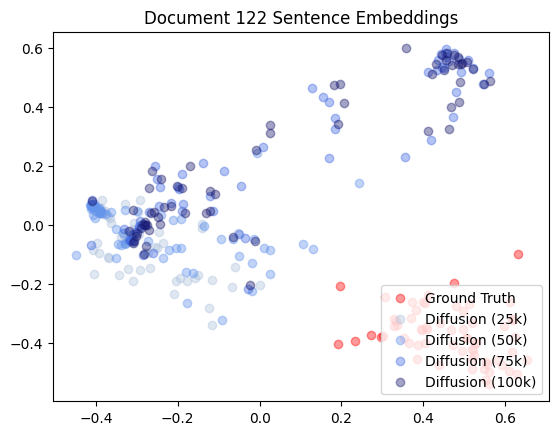 Document 122 Sentence Embeddings
0.6
0.4
0.2
0.0
−0.2
−0.4
Ground Truth
Diffusion (25k)
Diffusion (50k)
Diffusion (75k)
Diffusion (100k)
−0.4 −0.2 0.0 0.2 0.4 0.6